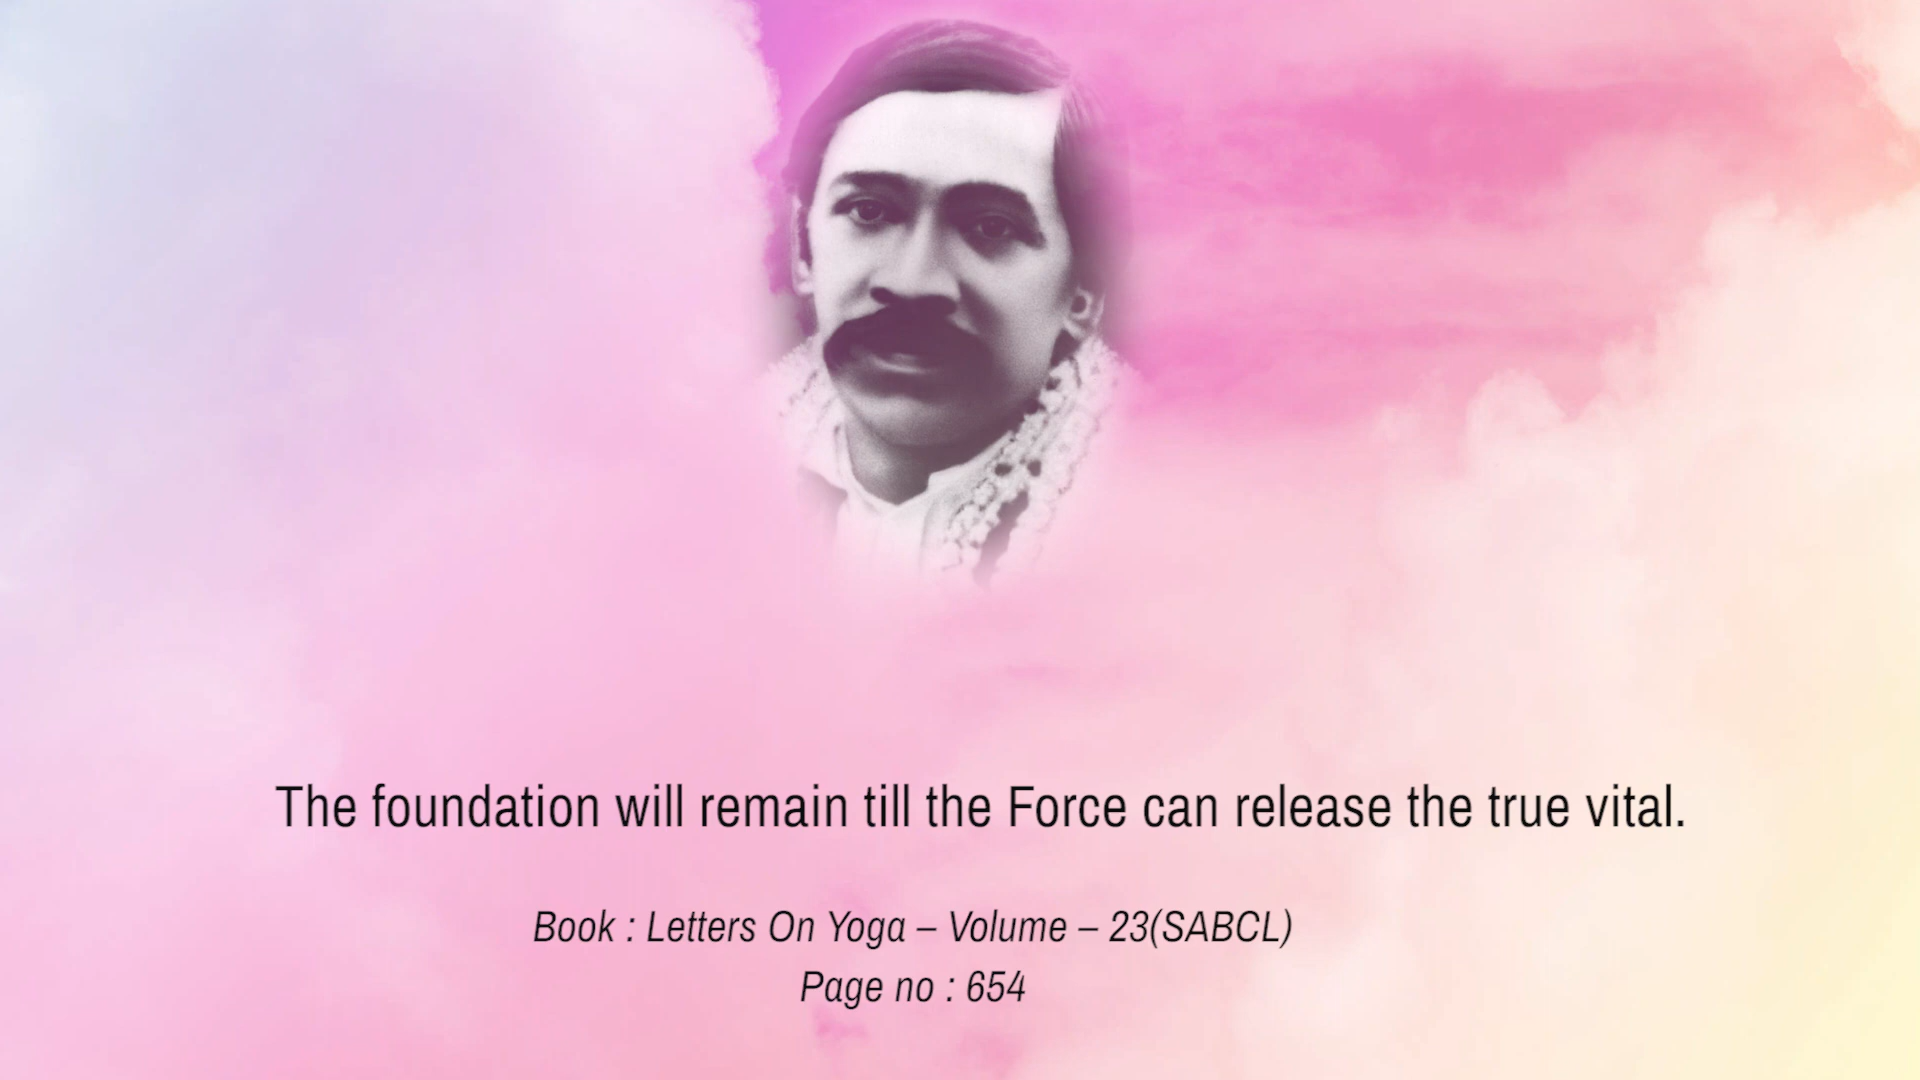 The foundation will remain till the Force can release the true vital.
Book : Letters On Yoga – Volume – 23(SABCL)
Page no : 654